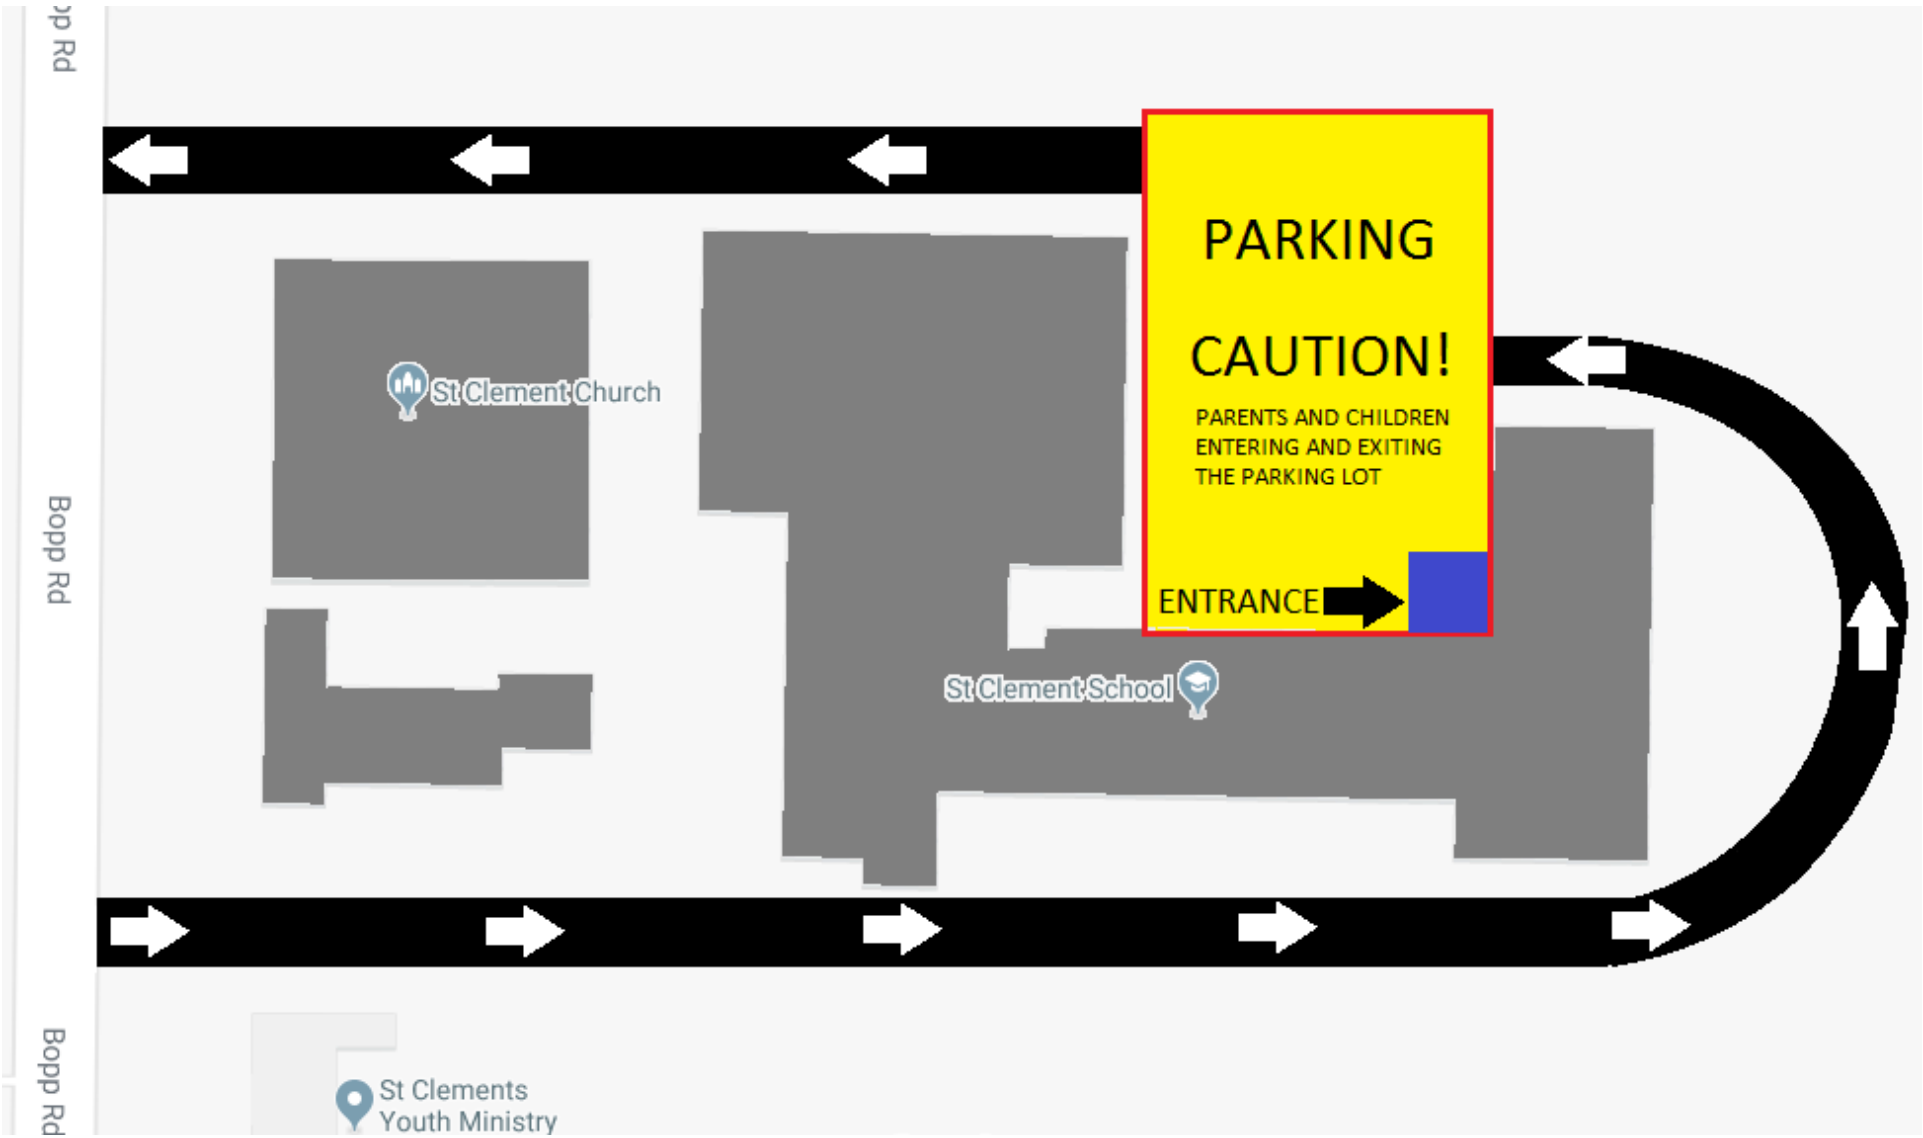 Bopp Rd
PARKING
CAUTION!
PARENTS AND CHILDREN
ENTERING AND EXITING
THE PARKING LOT
St Clement Church
Bopp Rd
ENTRANCE
St Clement School
Bopp Rd
St Clements
Youth Ministry